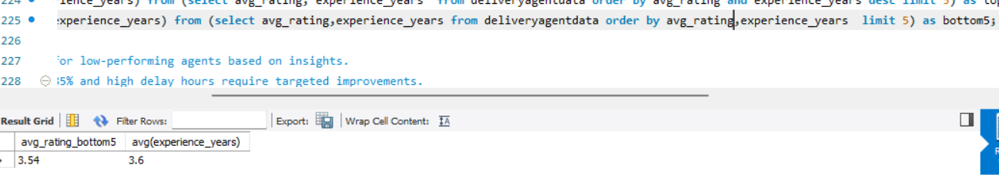 224 ience_years) from (select avg_rating, experience_years  from deliveryagentdata order by avg_rating and experience_years desc limit 5) as top
225 experience_years) from (select avg_rating,experience_years from deliveryagentdata order by avg_rating,experience_years  limit 5) as bottom5;
226
227 for low-performing agents based on insights.
228 85% and high delay hours require targeted improvements.
Result Grid Filter Rows: Export: Wrap Cell Content:
avg_rating_bottom5 avg(experience_years)
3.54 3.6